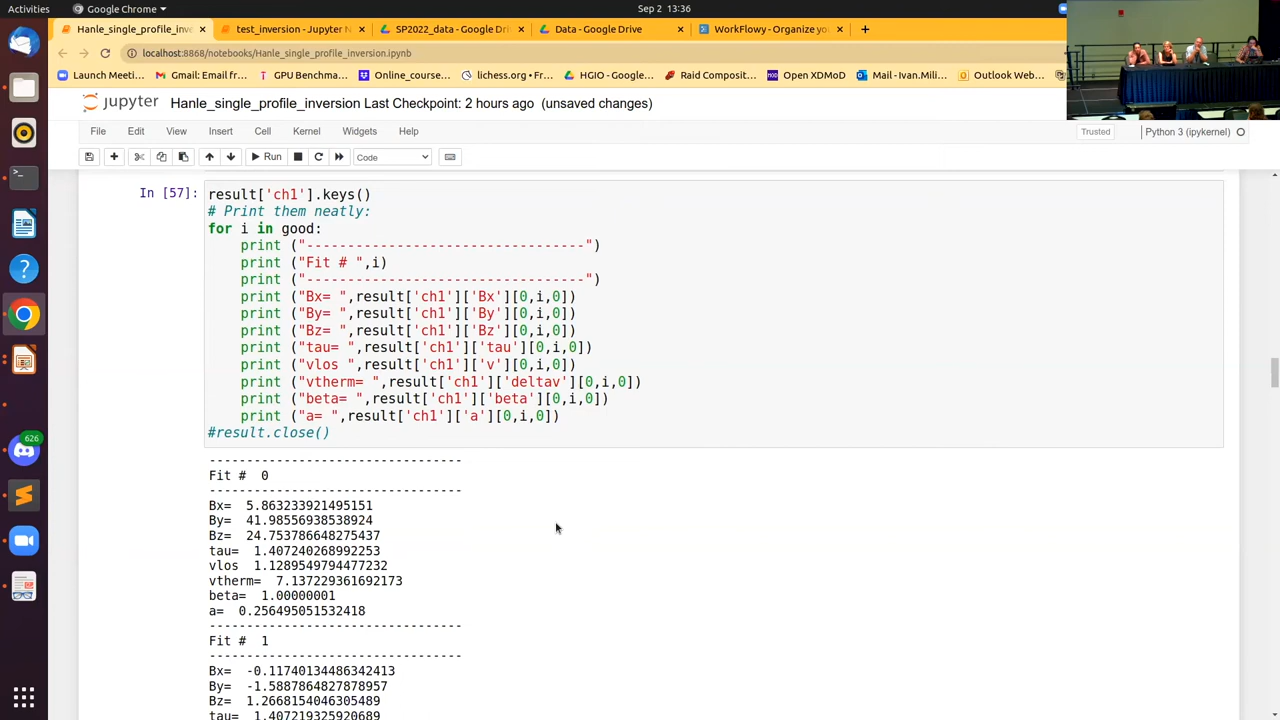 Activities
Google Chrome
Sep 2 13:36
Hanle_single_profile_inve
test_inversion - Jupyter N
SP2022_data - Google Dri
Data - Google Drive
WorkFlowy - Organize yo
localhost:8868/notebooks/Hanle_single_profile_inversion.ipynb
Launch Meeti...
Gmail: Email fr...
GPU Benchma...
Online_course...
lichess.org • Fr...
HGIO - Google...
Raid Composit...
Open XDMoD
Mail - Ivan.Mili...
Outlook Web...
jupyter
Hanle_single_profile_inversion Last Checkpoint: 2 hours ago (unsaved changes)
File Edit View Insert Cell Kernel Widgets Help
Trusted
Python 3 (ipykernel)
Run
Code
In [57]:
result['ch1'].keys()
# Print them neatly:
for i in good:
    print ("----------------------------------")
    print ("Fit # ",i)
    print ("----------------------------------")
    print ("Bx= ",result['ch1']['Bx'][0,i,0])
    print ("By= ",result['ch1']['By'][0,i,0])
    print ("Bz= ",result['ch1']['Bz'][0,i,0])
    print ("tau= ",result['ch1']['tau'][0,i,0])
    print ("vlos ",result['ch1']['v'][0,i,0])
    print ("vtherm= ",result['ch1']['deltav'][0,i,0])
    print ("beta= ",result['ch1']['beta'][0,i,0])
    print ("a= ",result['ch1']['a'][0,i,0])
#result.close()
----------------------------------
Fit #  0
----------------------------------
Bx=  5.863233921495151
By=  41.98556938538924
Bz=  24.753786648275437
tau=  1.407240268992253
vlos  1.1289549794477232
vtherm=  7.137229361692173
beta=  1.00000001
a=  0.256495051532418
----------------------------------
Fit #  1
----------------------------------
Bx=  -0.11740134486342413
By=  -1.5887864827878957
Bz=  1.2668154046305489
tau=  1.407219325920689
626